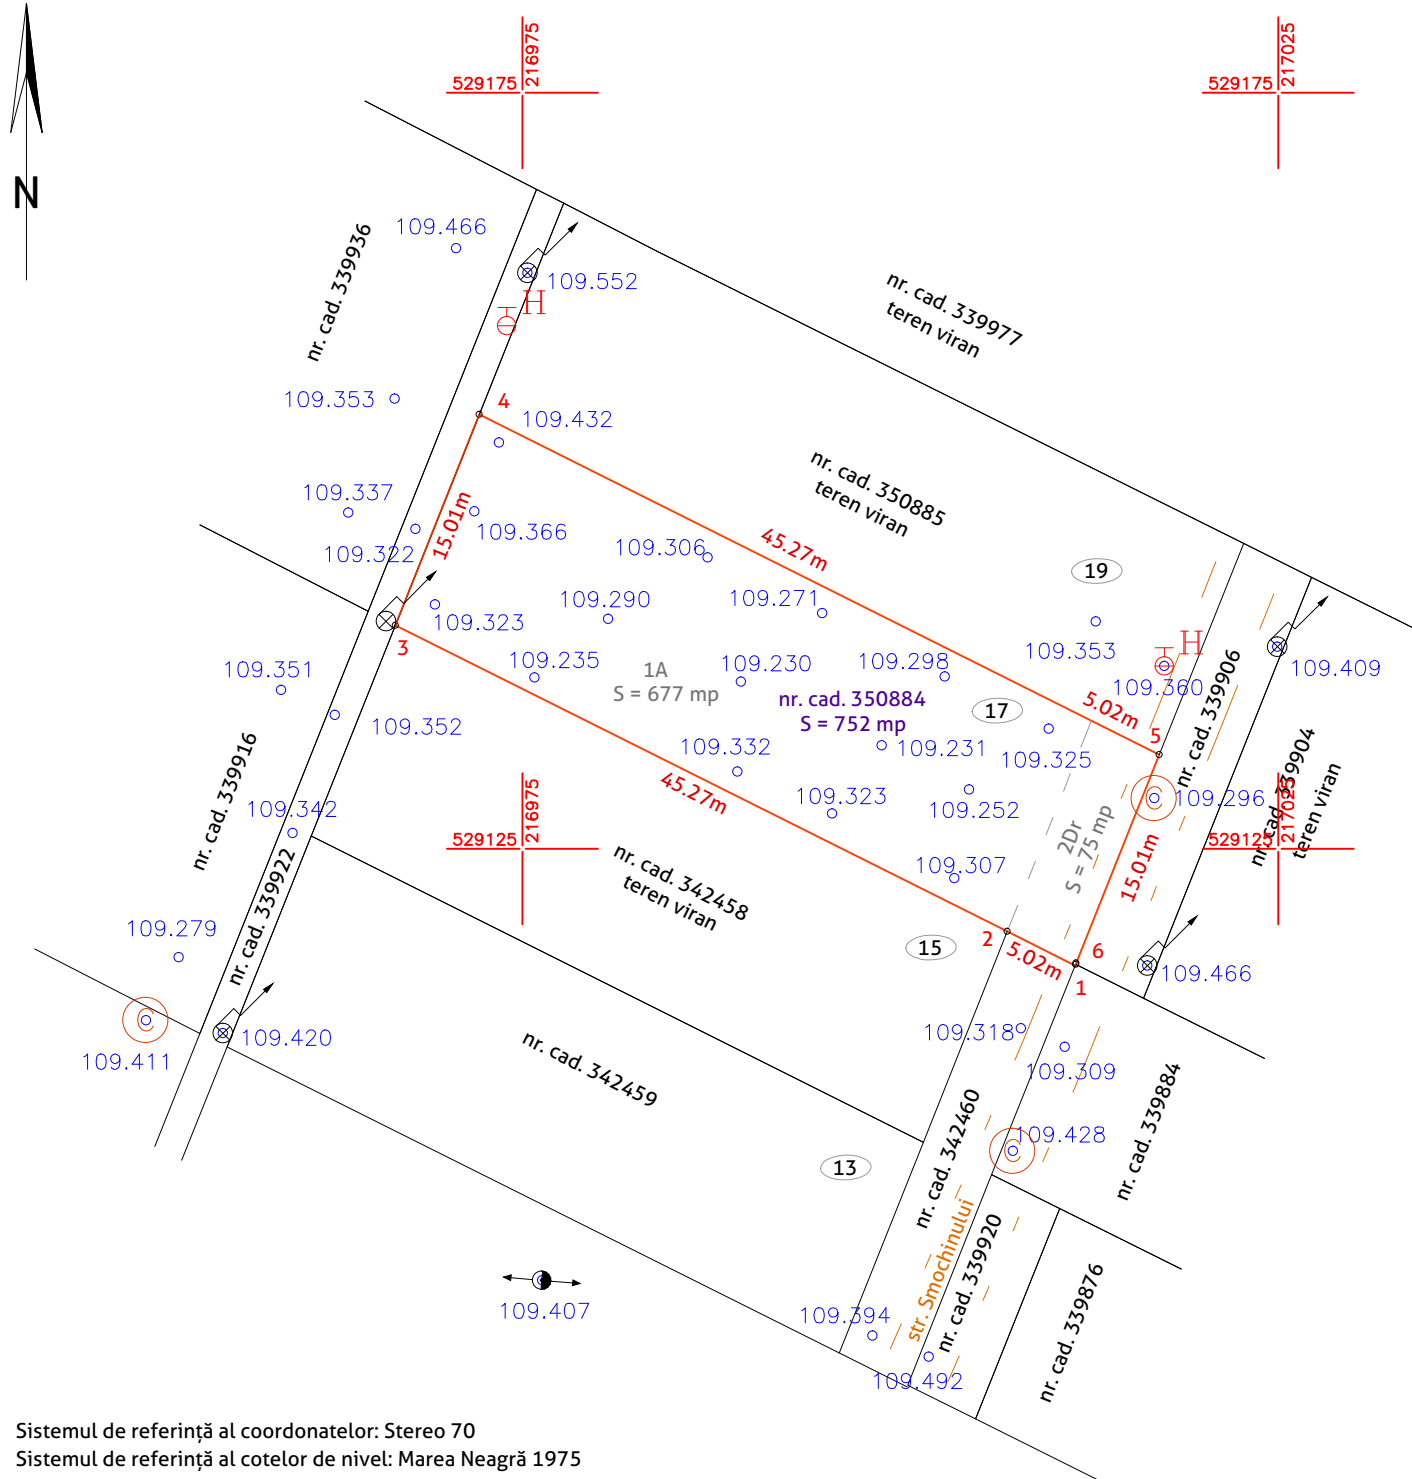 216975
529175
217025
529175
N
109.466
nr. cad. 339936
109.552
H
nr. cad. 339977
teren viran
109.353
4
109.432
nr. cad. 350885
teren viran
109.337
109.322
15.01m
109.366
109.306
45.27m
19
109.290
109.271
109.323
3
109.353
H
109.360
109.409
109.351
109.235
1A
S = 677 mp
109.230
109.298
nr. cad. 350884
S = 752 mp
17
5.02m
5
nr. cad. 339906
109.352
109.332
109.231
109.325
nr. cad. 339904
teren viran
nr. cad. 339916
45.27m
109.323
109.252
109.296
109.342
216975
529125
217025
529125
2Dr
S = 75 mp
15.01m
109.307
nr. cad. 342458
teren viran
nr. cad. 339922
109.279
15
2
5.02m
6
1
109.466
109.411
109.420
109.318
109.309
nr. cad. 342459
nr. cad. 339884
109.428
13
nr. cad. 342460
str. Smochinului
nr. cad. 339920
nr. cad. 339876
109.407
109.394
109.492
Sistemul de referință al coordonatelor: Stereo 70
Sistemul de referință al cotelor de nivel: Marea Neagră 1975